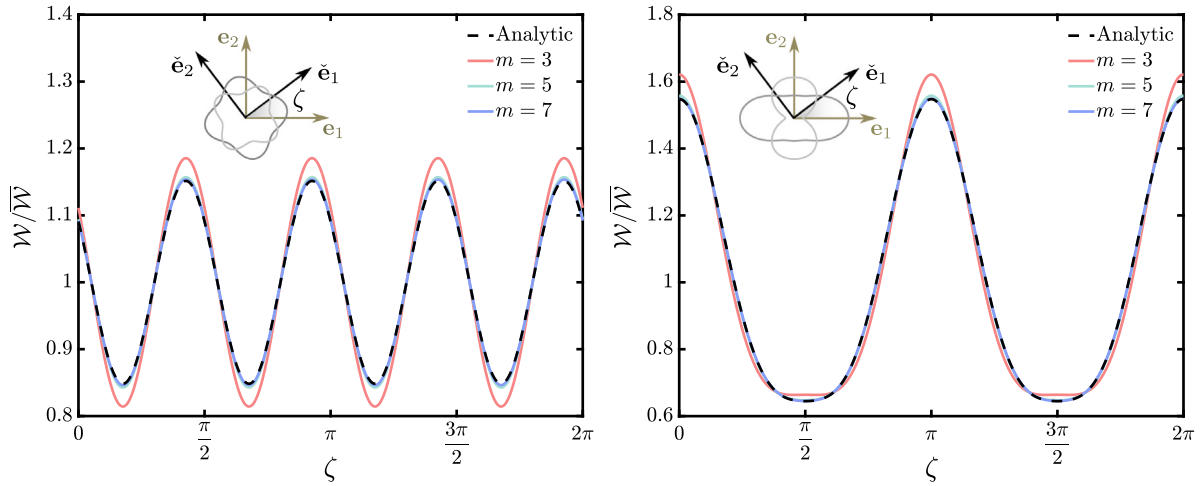 1.4
1.3
1.2
1.1
1
0.9
0.8
𝒲/𝒲̅
0
π/2
π
3π/2
2π
ζ
e₂
ě₂
ě₁
ζ
e₁
Analytic
m = 3
m = 5
m = 7
1.8
1.6
1.4
1.2
1
0.8
0.6
𝒲/𝒲̅
0
π/2
π
3π/2
2π
ζ
e₂
ě₂
ě₁
ζ
e₁
Analytic
m = 3
m = 5
m = 7